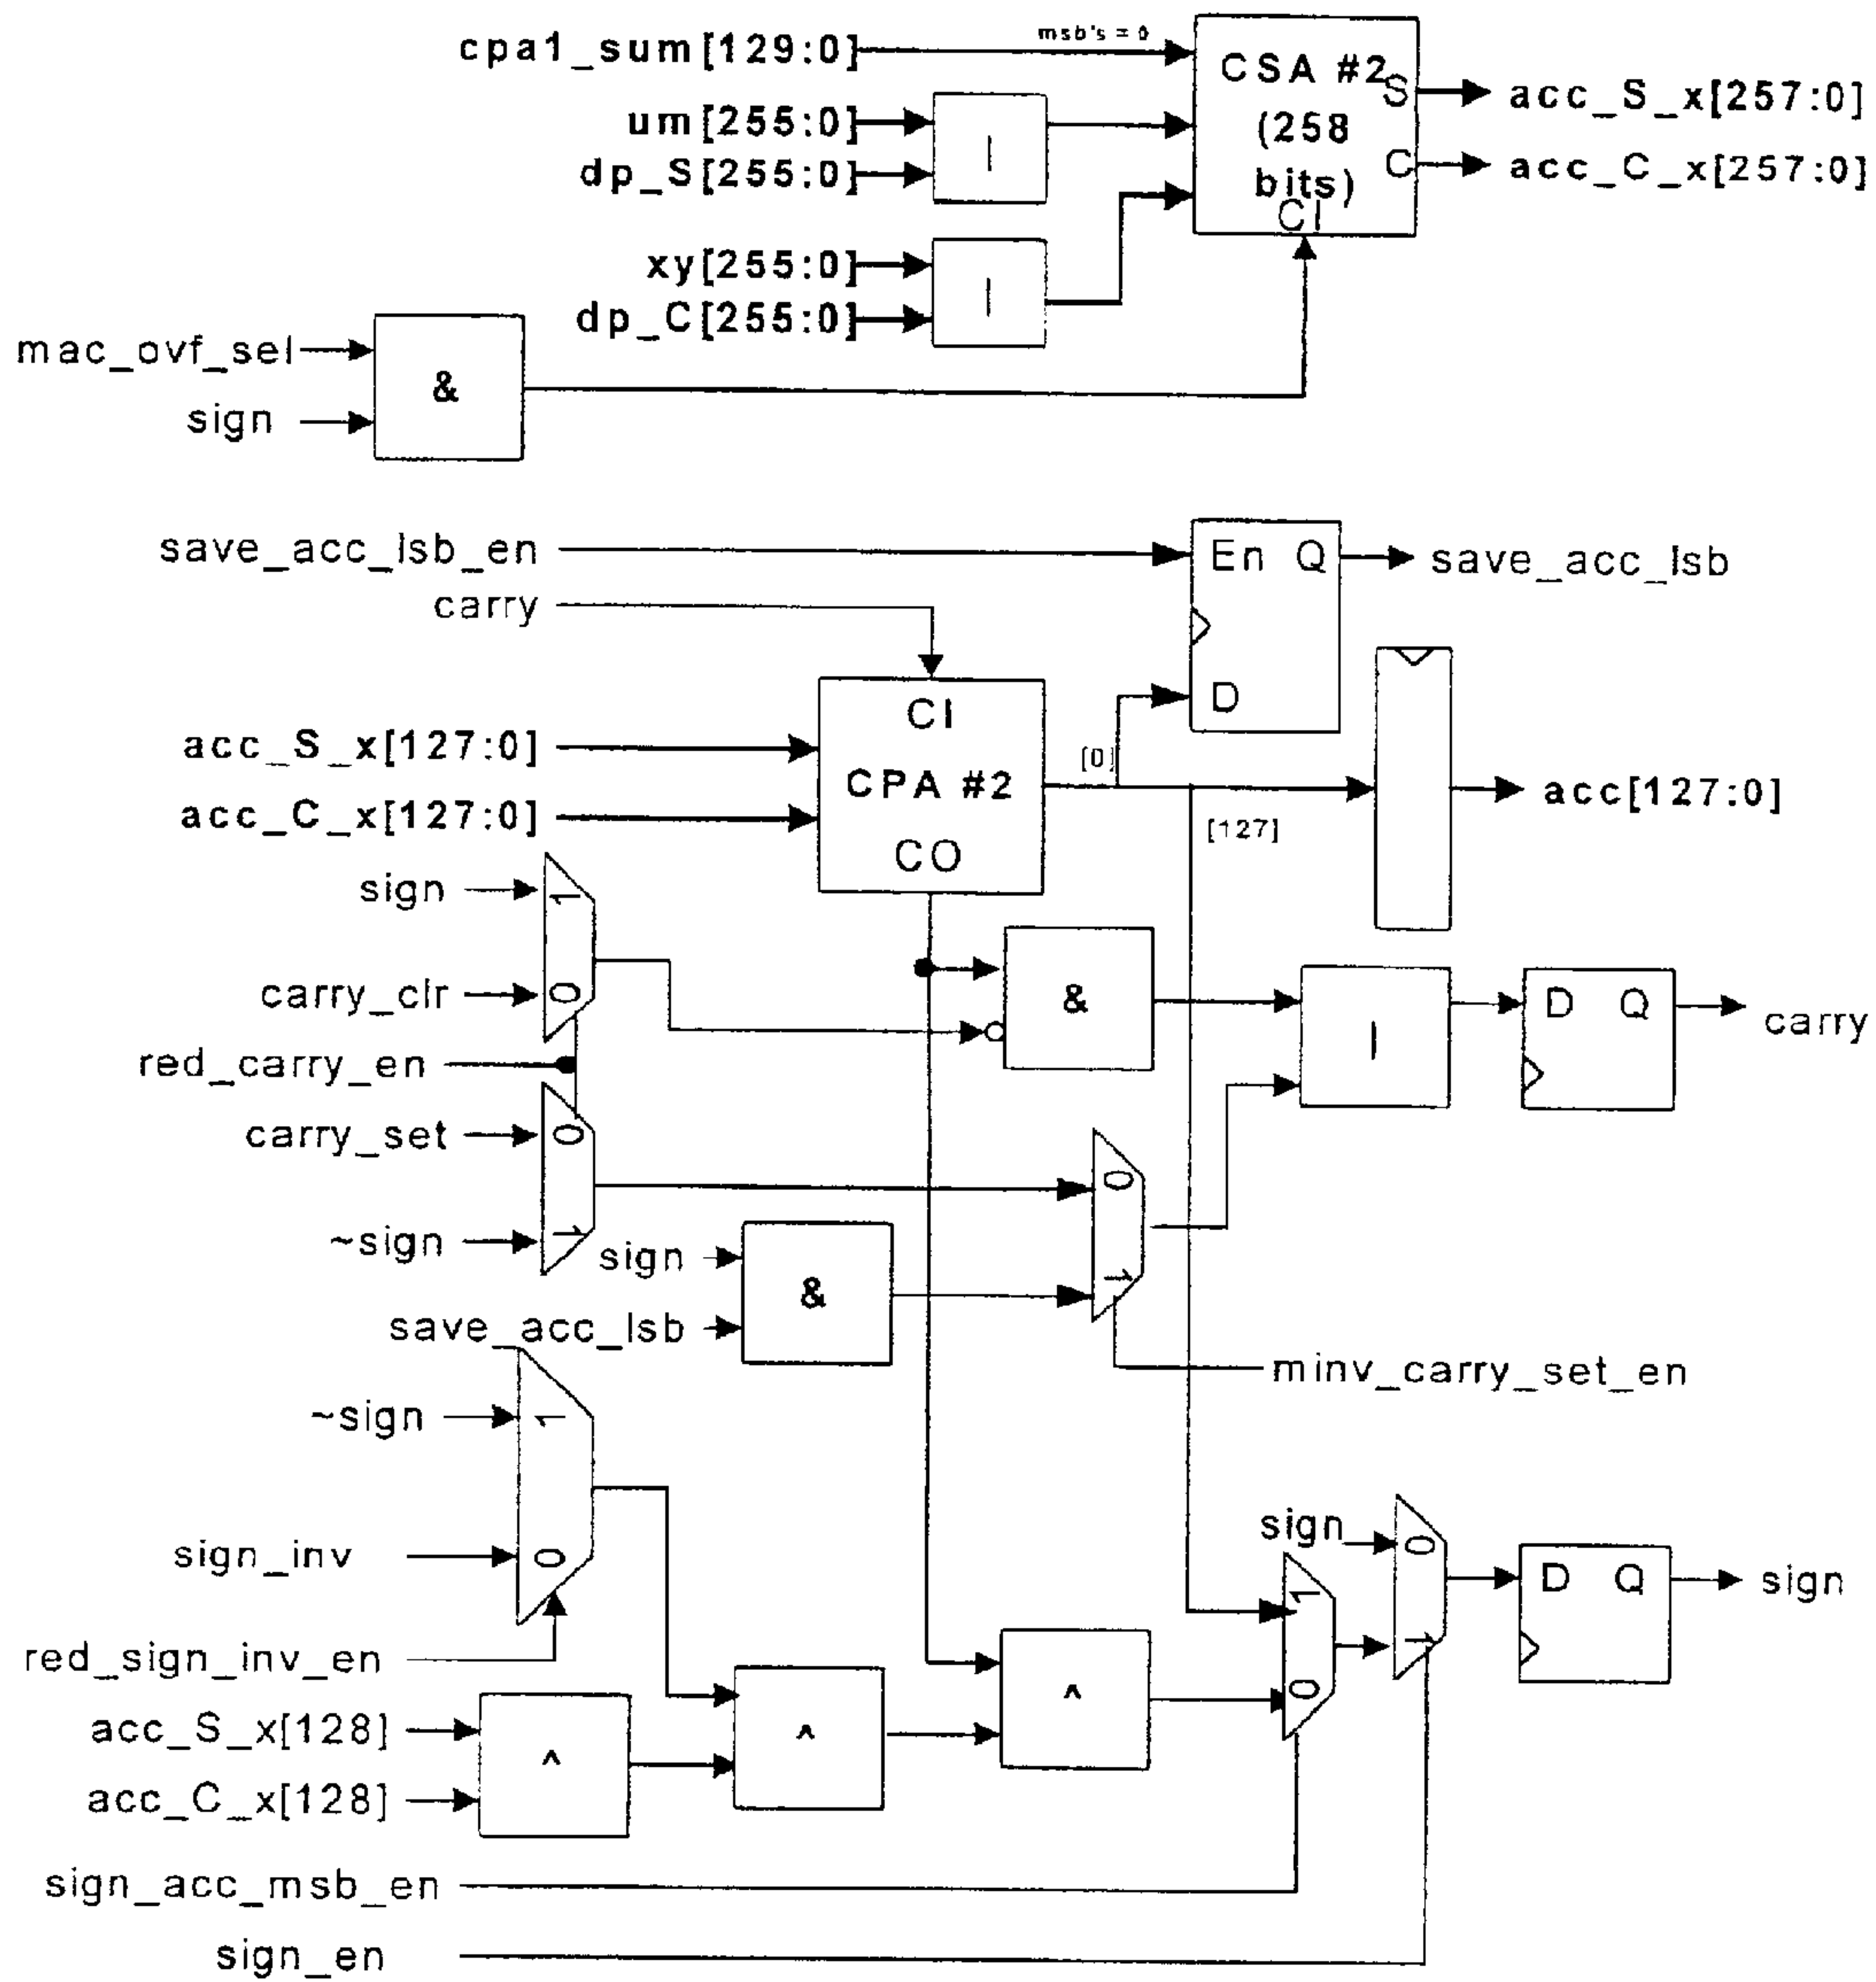 cpa1_sum[129:0]
msb's = 0
um[255:0]
dp_S[255:0]
|
xy[255:0]
dp_C[255:0]
|
CSA #2
(258
bits)
S
C
CI
acc_S_x[257:0]
acc_C_x[257:0]
mac_ovf_sel
sign
&
save_acc_lsb_en
carry
En Q
D
save_acc_lsb
acc_S_x[127:0]
acc_C_x[127:0]
CI
CPA #2
CO
[0]
[127]
acc[127:0]
sign
1
carry_clr
0
red_carry_en
carry_set
0
~sign
1
&
|
D Q
carry
sign
save_acc_lsb
&
0
1
minv_carry_set_en
~sign
1
sign_inv
0
red_sign_inv_en
acc_S_x[128]
acc_C_x[128]
^
^
^
sign
0
1
1
0
D Q
sign
sign_acc_msb_en
sign_en